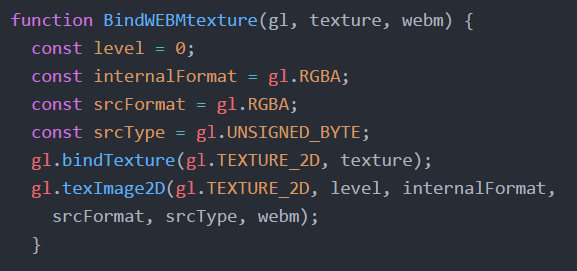 function BindWEBMtexture(gl, texture, webm) {
const level = 0;
const internalFormat = gl.RGBA;
const srcFormat = gl.RGBA;
const srcType = gl.UNSIGNED_BYTE;
gl.bindTexture(gl.TEXTURE_2D, texture);
gl.texImage2D(gl.TEXTURE_2D, level, internalFormat,
srcFormat, srcType, webm);
}